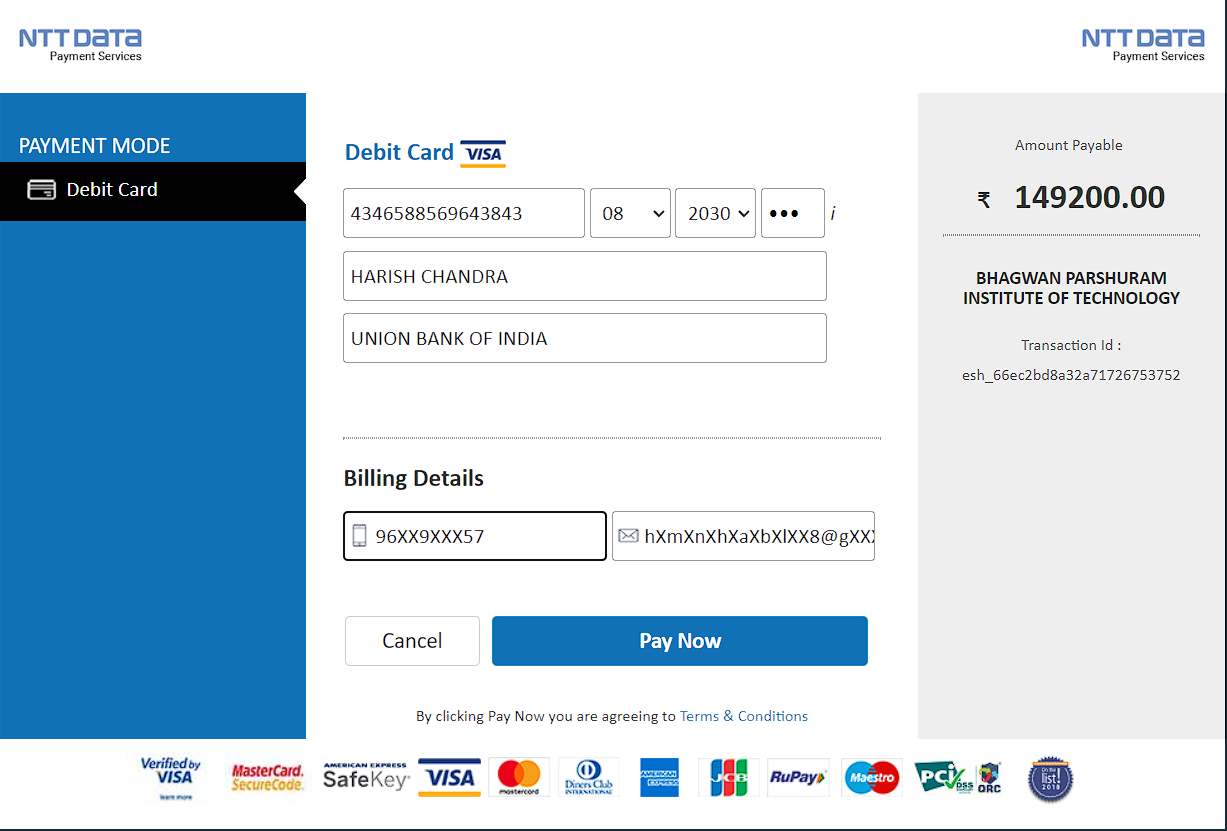 NTT DATA
Payment Services
NTT DATA
Payment Services
PAYMENT MODE
Debit Card
Debit Card VISA
4346588569643843 08 2030 ••• i
HARISH CHANDRA
UNION BANK OF INDIA
Billing Details
96XX9XXX57 hXmXnXhXaXbXlXX8@gXX
Cancel Pay Now
By clicking Pay Now you are agreeing to Terms & Conditions
Amount Payable
₹ 149200.00
BHAGWAN PARSHURAM
INSTITUTE OF TECHNOLOGY
Transaction Id :
esh_66ec2bd8a32a71726753752
Verified by
VISA
learn more
MasterCard.
SecureCode.
AMERICAN EXPRESS
SafeKey
VISA
mastercard
Diners Club
INTERNATIONAL
AMERICAN
EXPRESS
JCB
RuPay
Maestro
PCI
DSS
QRC
list!
2018